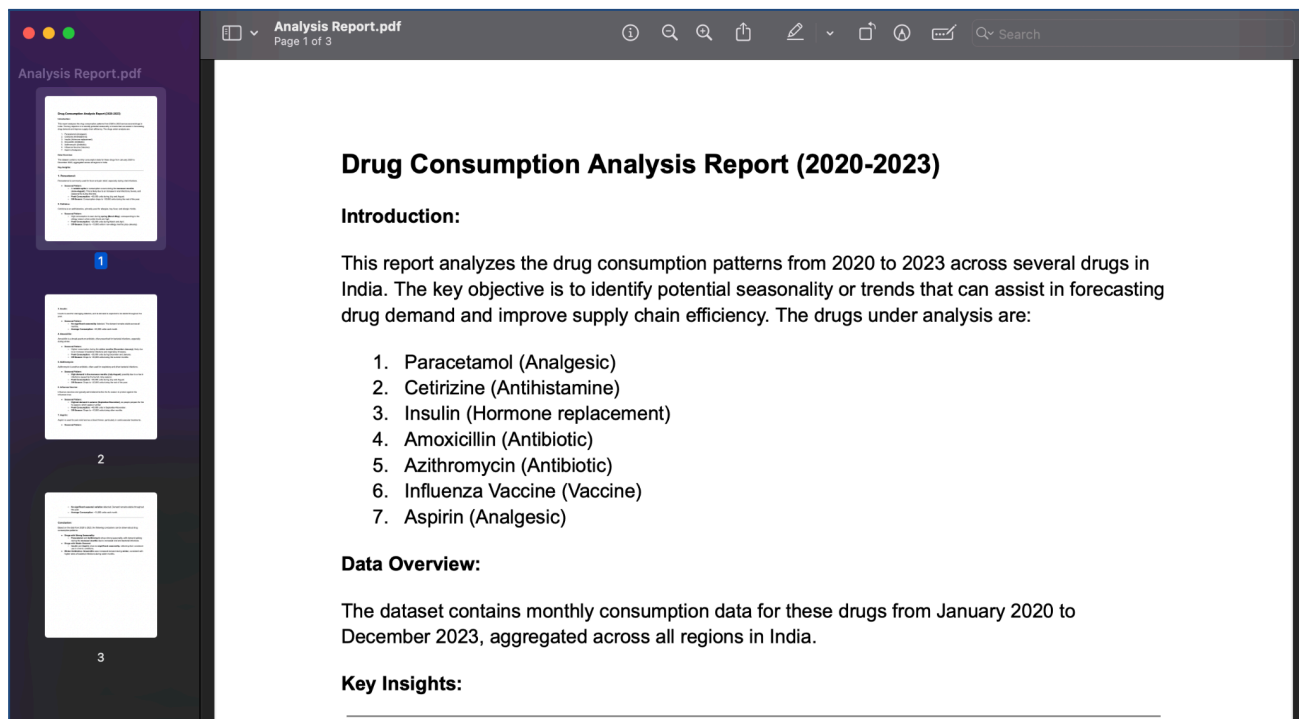 Analysis Report.pdf
Page 1 of 3
Search
Analysis Report.pdf
1
2
3
Drug Consumption Analysis Report (2020-2023)
Introduction:
This report analyzes the drug consumption patterns from 2020 to 2023 across several drugs in
India. The key objective is to identify potential seasonality or trends that can assist in forecasting
drug demand and improve supply chain efficiency. The drugs under analysis are:
1. Paracetamol (Analgesic)
2. Cetirizine (Antihistamine)
3. Insulin (Hormone replacement)
4. Amoxicillin (Antibiotic)
5. Azithromycin (Antibiotic)
6. Influenza Vaccine (Vaccine)
7. Aspirin (Analgesic)
Data Overview:
The dataset contains monthly consumption data for these drugs from January 2020 to
December 2023, aggregated across all regions in India.
Key Insights: